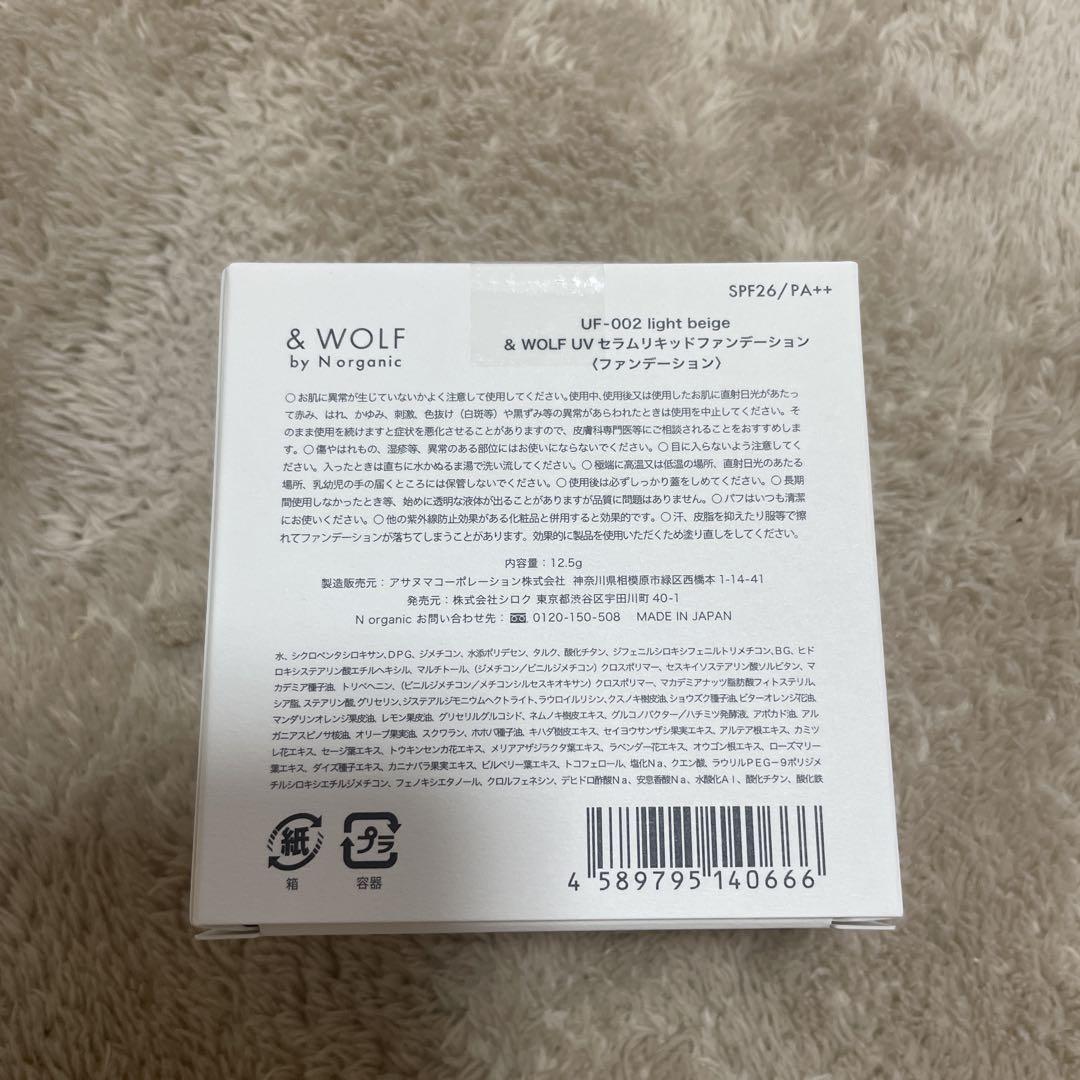 SPF26/PA++
& WOLF
by N organic
UF-002 light beige
& WOLF UV セラムリキッドファンデーション
〈ファンデーション〉
○お肌に異常が生じていないかよく注意して使用してください。使用中、使用後又は使用したお肌に直射日光があたっ
て赤み、はれ、かゆみ、刺激、色抜け（白斑等）や黒ずみ等の異常があらわれたときは使用を中止してください。そ
のまま使用を続けますと症状を悪化させることがありますので、皮膚科専門医等にご相談されることをおすすめしま
す。○傷やはれもの、湿疹等、異常のある部位にはお使いにならないでください。○目に入らないよう注意してく
ださい。入ったときは直ちに水かぬるま湯で洗い流してください。○極端に高温又は低温の場所、直射日光のあたる
場所、乳幼児の手の届くところには保管しないでください。○使用後は必ずしっかり蓋をしめてください。○長期
間使用しなかったとき等、始めに透明な液体が出ることがありますが品質に問題はありません。○パフはいつも清潔
にお使いください。○他の紫外線防止効果がある化粧品と併用すると効果的です。○汗、皮脂を抑えたり服等で擦
れてファンデーションが落ちてしまうことがあります。効果的に製品を使用いただくため塗り直しをしてください。
内容量：12.5g
製造販売元：アサヌマコーポレーション株式会社 神奈川県相模原市緑区西橋本 1-14-41
発売元：株式会社シロク 東京都渋谷区宇田川町 40-1
N organic お問い合わせ先： 0120-150-508 MADE IN JAPAN
水、シクロペンタシロキサン、DPG、ジメチコン、水添ポリデセン、タルク、酸化チタン、ジフェニルシロキシフェニルトリメチコン、BG、ヒド
ロキシステアリン酸エチルヘキシル、マルチトール、（ジメチコン／ビニルジメチコン）クロスポリマー、セスキイソステアリン酸ソルビタン、マ
カデミア種子油、トリベヘニン、（ビニルジメチコン／メチコンシルセスキオキサン）クロスポリマー、マカデミアナッツ脂肪酸フィトステリル、
シア脂、ステアリン酸、グリセリン、ジステアルジモニウムヘクトライト、ラウロイルリシン、クスノキ樹皮油、ショウズク種子油、ビターオレンジ花油、
マンダリンオレンジ果皮油、レモン果皮油、グリセリルグルコシド、ネムノキ樹皮エキス、グルコノバクター／ハチミツ発酵液、アボカド油、アル
ガニアスピノサ核油、オリーブ果実油、スクワラン、ホホバ種子油、キハダ樹皮エキス、セイヨウサンザシ果実エキス、アルテア根エキス、カミツ
レ花エキス、セージ葉エキス、トウキンセンカ花エキス、メリアアザジラクタ葉エキス、ラベンダー花エキス、オウゴン根エキス、ローズマリー
葉エキス、ダイズ種子エキス、カニナバラ果実エキス、ビルベリー葉エキス、トコフェロール、塩化Na、クエン酸、ラウリルPEG-9ポリジメ
チルシロキシエチルジメチコン、フェノキシエタノール、クロルフェネシン、デヒドロ酢酸Na、安息香酸Na、水酸化Al、酸化チタン、酸化鉄
紙
箱
プラ
容器
4 589795 140666